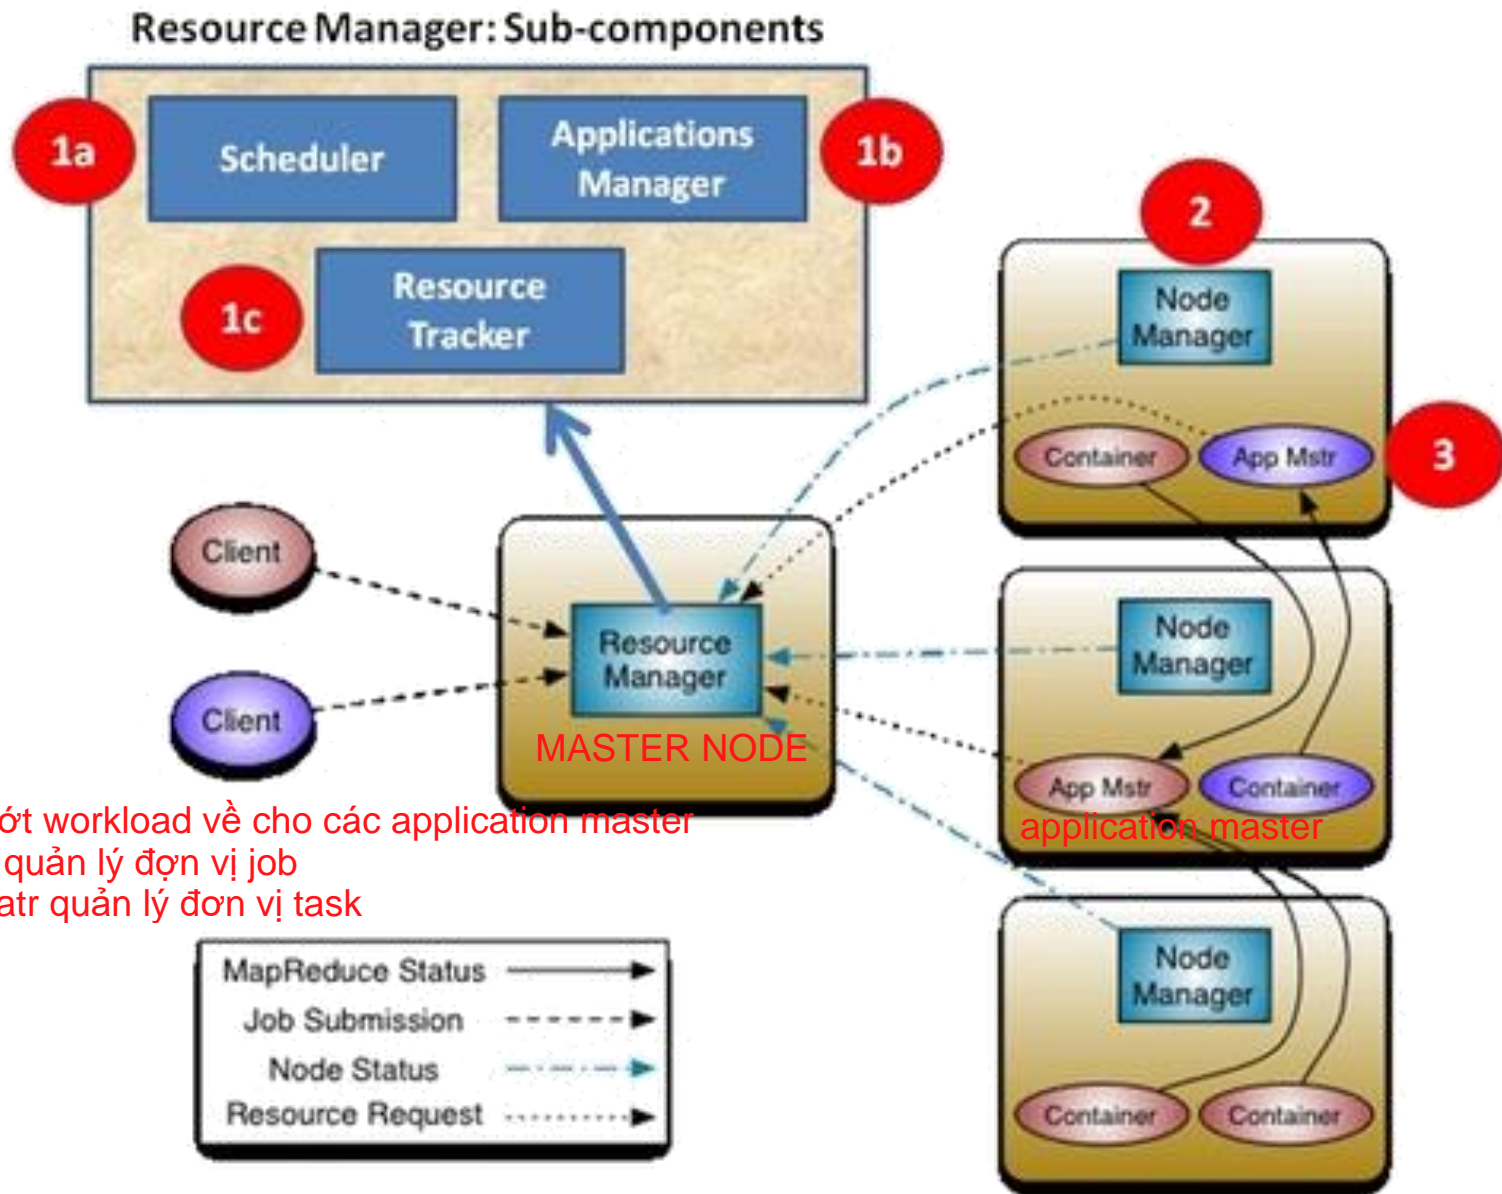 Resource Manager: Sub-components
1a
Scheduler
Applications
Manager
1b
1c
Resource
Tracker
2
Node
Manager
Container
App Mstr
3
Client
Client
Resource
Manager
MASTER NODE
Node
Manager
App Mstr
Container
application master
ớt workload về cho các application master
quản lý đợn vị job
atr quản lý đơn vị task
Node
Manager
Container
Container
MapReduce Status
Job Submission
Node Status
Resource Request